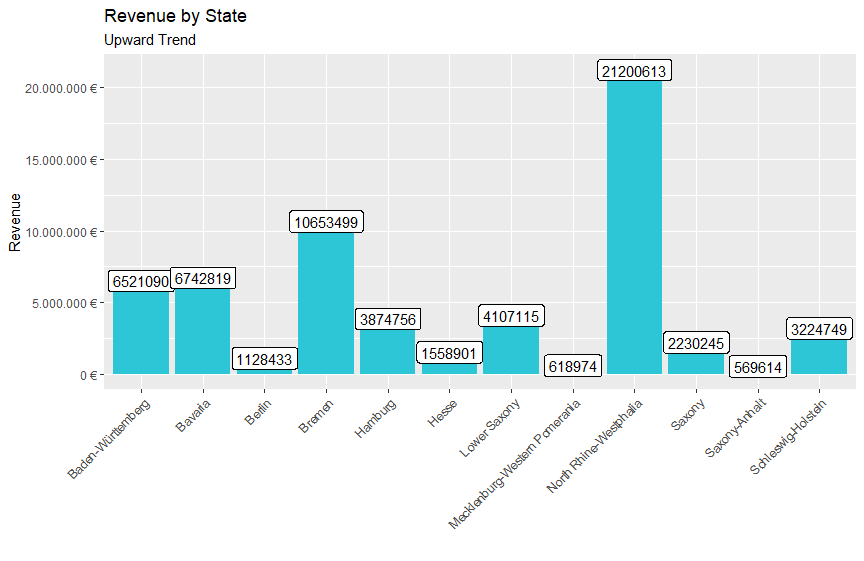 Revenue by State
Upward Trend
Revenue
20.000.000 €
15.000.000 €
10.000.000 €
5.000.000 €
0 €
6521090
6742819
1128433
10653499
3874756
1558901
4107115
618974
21200613
2230245
569614
3224749
Baden-Württemberg
Bavaria
Berlin
Bremen
Hamburg
Hesse
Lower Saxony
Mecklenburg-Western Pomerania
North Rhine-Westphalia
Saxony
Saxony-Anhalt
Schleswig-Holstein